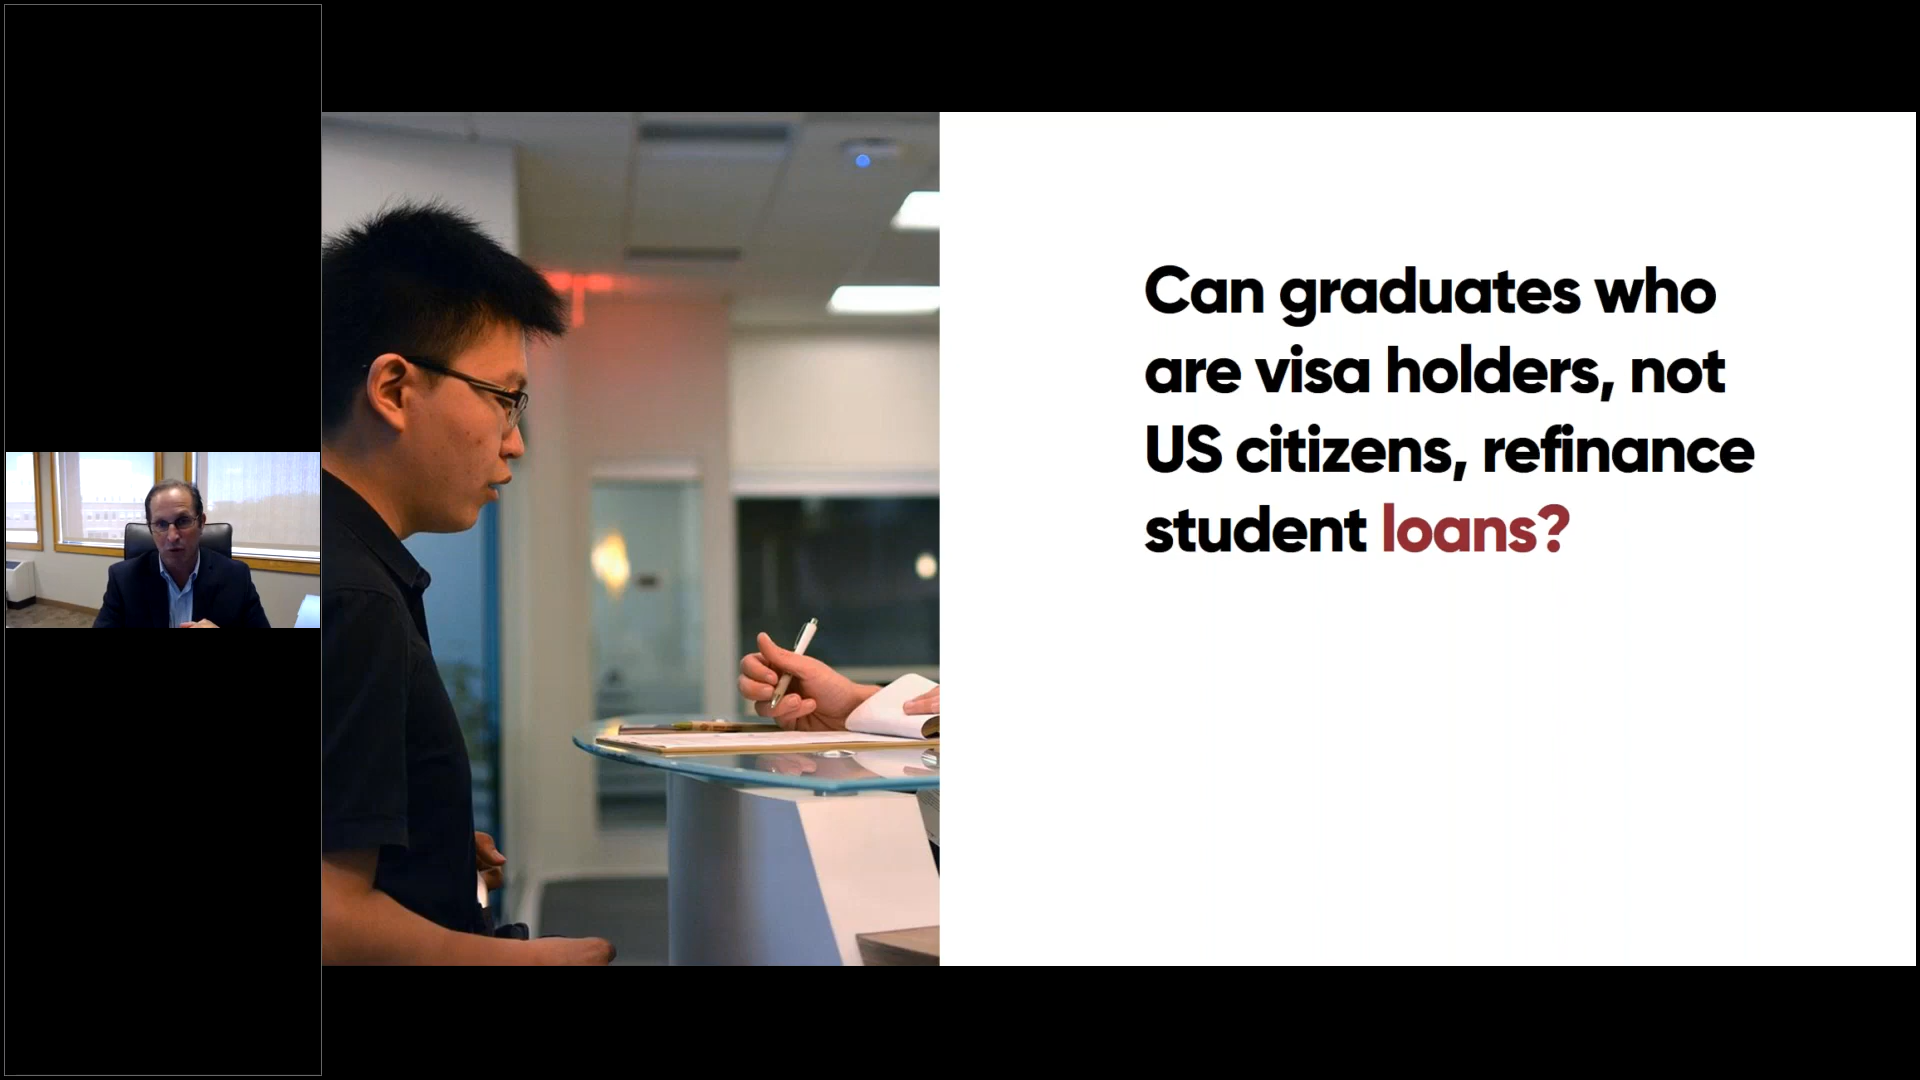 Can graduates who
are visa holders, not
US citizens, refinance
student loans?